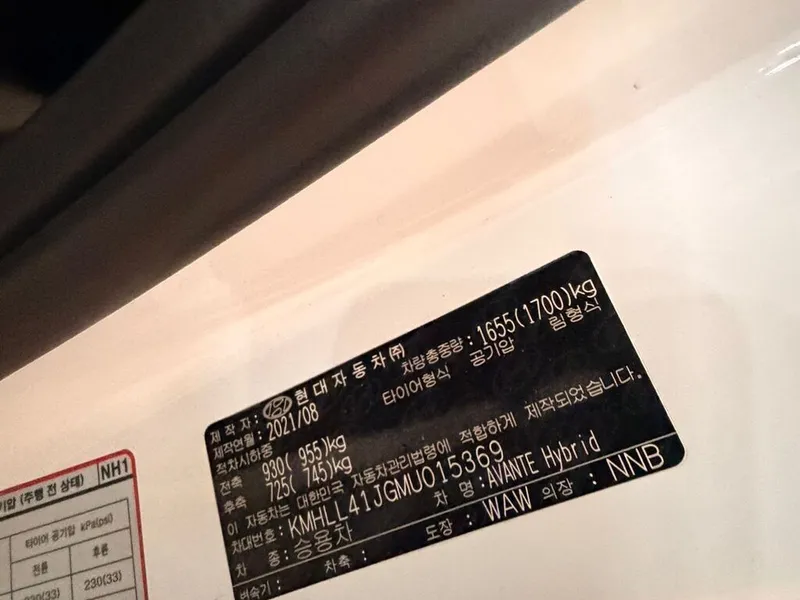 제작자: 현대자동차㈜
제작연월: 2021/08
차량총중량: 1655(1700)kg
적차시하중
타이어형식 공기압 림형식
전축 930( 955)kg
후축 725( 745)kg
이 자동차는 대한민국 자동차관리법령에 적합하게 제작되었습니다.
차대번호: KMHLL41JGMU015369
차종: 승용차 차명: AVANTE Hybrid
변속기: 차축: 도장: WAW 의장: NNB
기압 (주행 전 상태) NH1
타이어 공기압 kPa(psi)
전륜 후륜
230(33) 230(33)